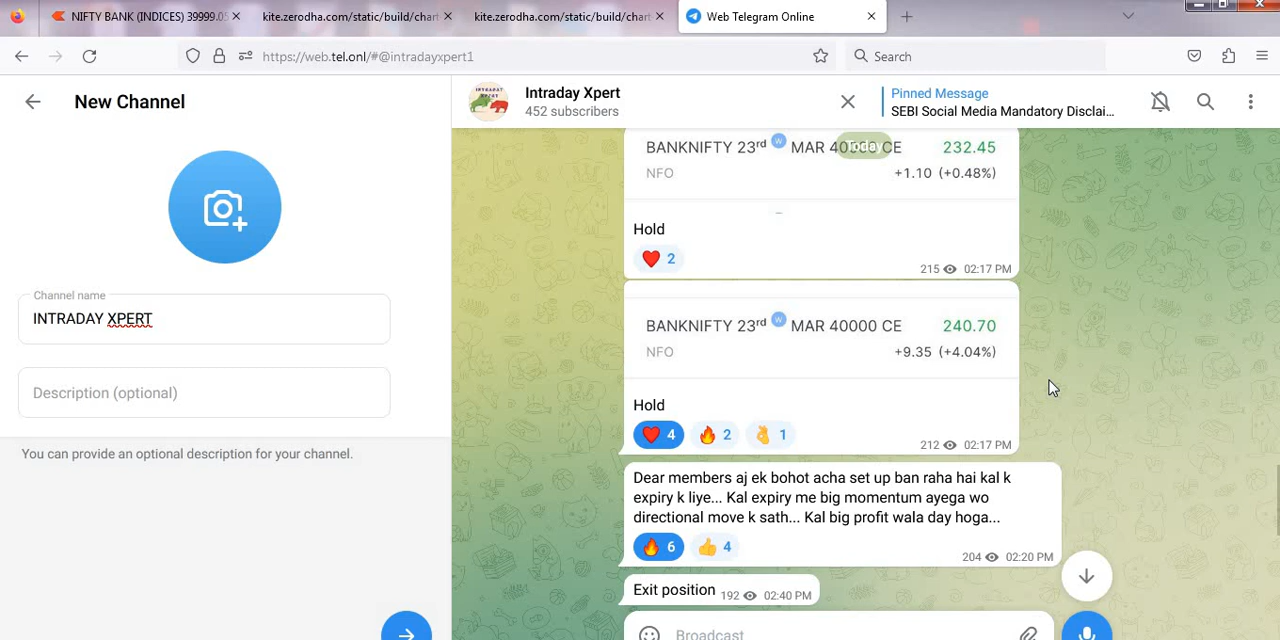 NIFTY BANK (INDICES) 39999.05
kite.zerodha.com/static/build/chart
kite.zerodha.com/static/build/chart
Web Telegram Online
https://web.tel.onl/#@intradayxpert1
Search
New Channel
Channel name
INTRADAY XPERT
Description (optional)
You can provide an optional description for your channel.
Intraday Xpert
452 subscribers
Pinned Message
SEBI Social Media Mandatory Disclai...
Today
BANKNIFTY 23rd W MAR 40000 CE 232.45
NFO +1.10 (+0.48%)
Hold
2
215 02:17 PM
BANKNIFTY 23rd W MAR 40000 CE 240.70
NFO +9.35 (+4.04%)
Hold
4 2 1
212 02:17 PM
Dear members aj ek bohot acha set up ban raha hai kal k
expiry k liye... Kal expiry me big momentum ayega wo
directional move k sath... Kal big profit wala day hoga...
6 4
204 02:20 PM
Exit position 192 02:40 PM
Broadcast